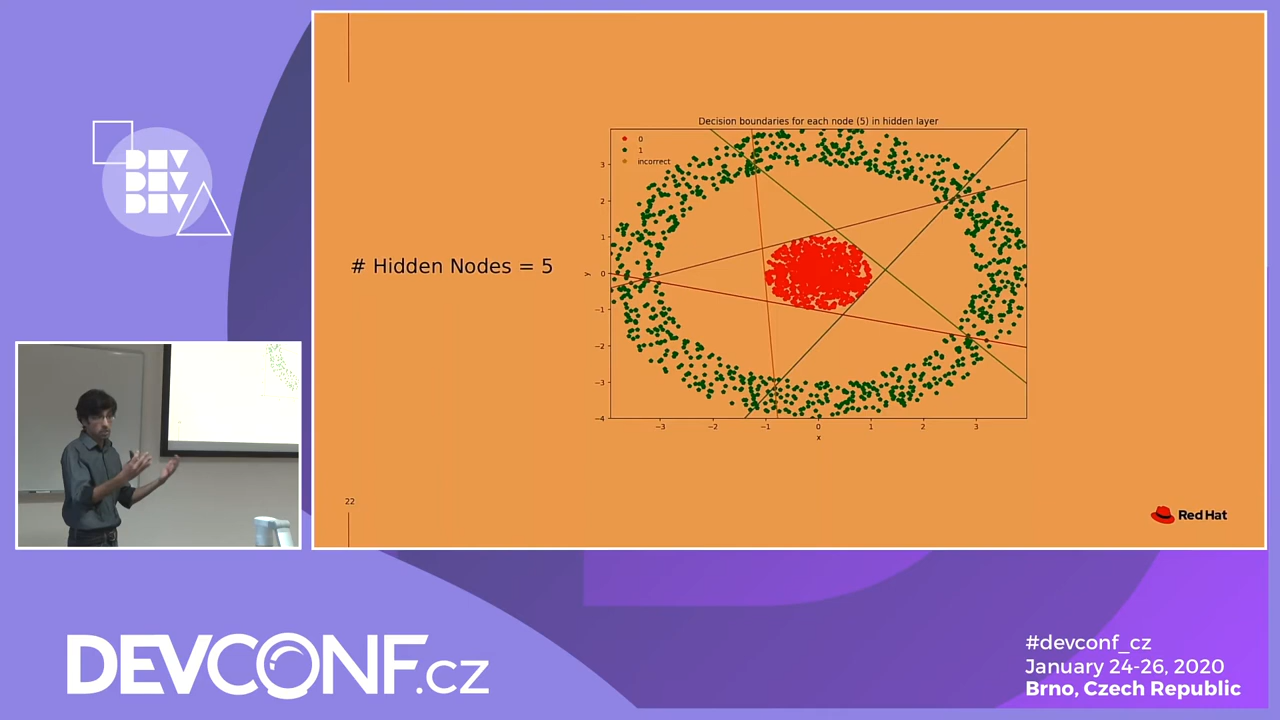 DEV
DEV
DEV
# Hidden Nodes = 5
Decision boundaries for each node (5) in hidden layer
0
1
incorrect
y
3
2
1
0
−1
−2
−3
−4
−3
−2
−1
0
1
2
3
x
22
Red Hat
DEVCONF.cz
#devconf_cz
January 24-26, 2020
Brno, Czech Republic